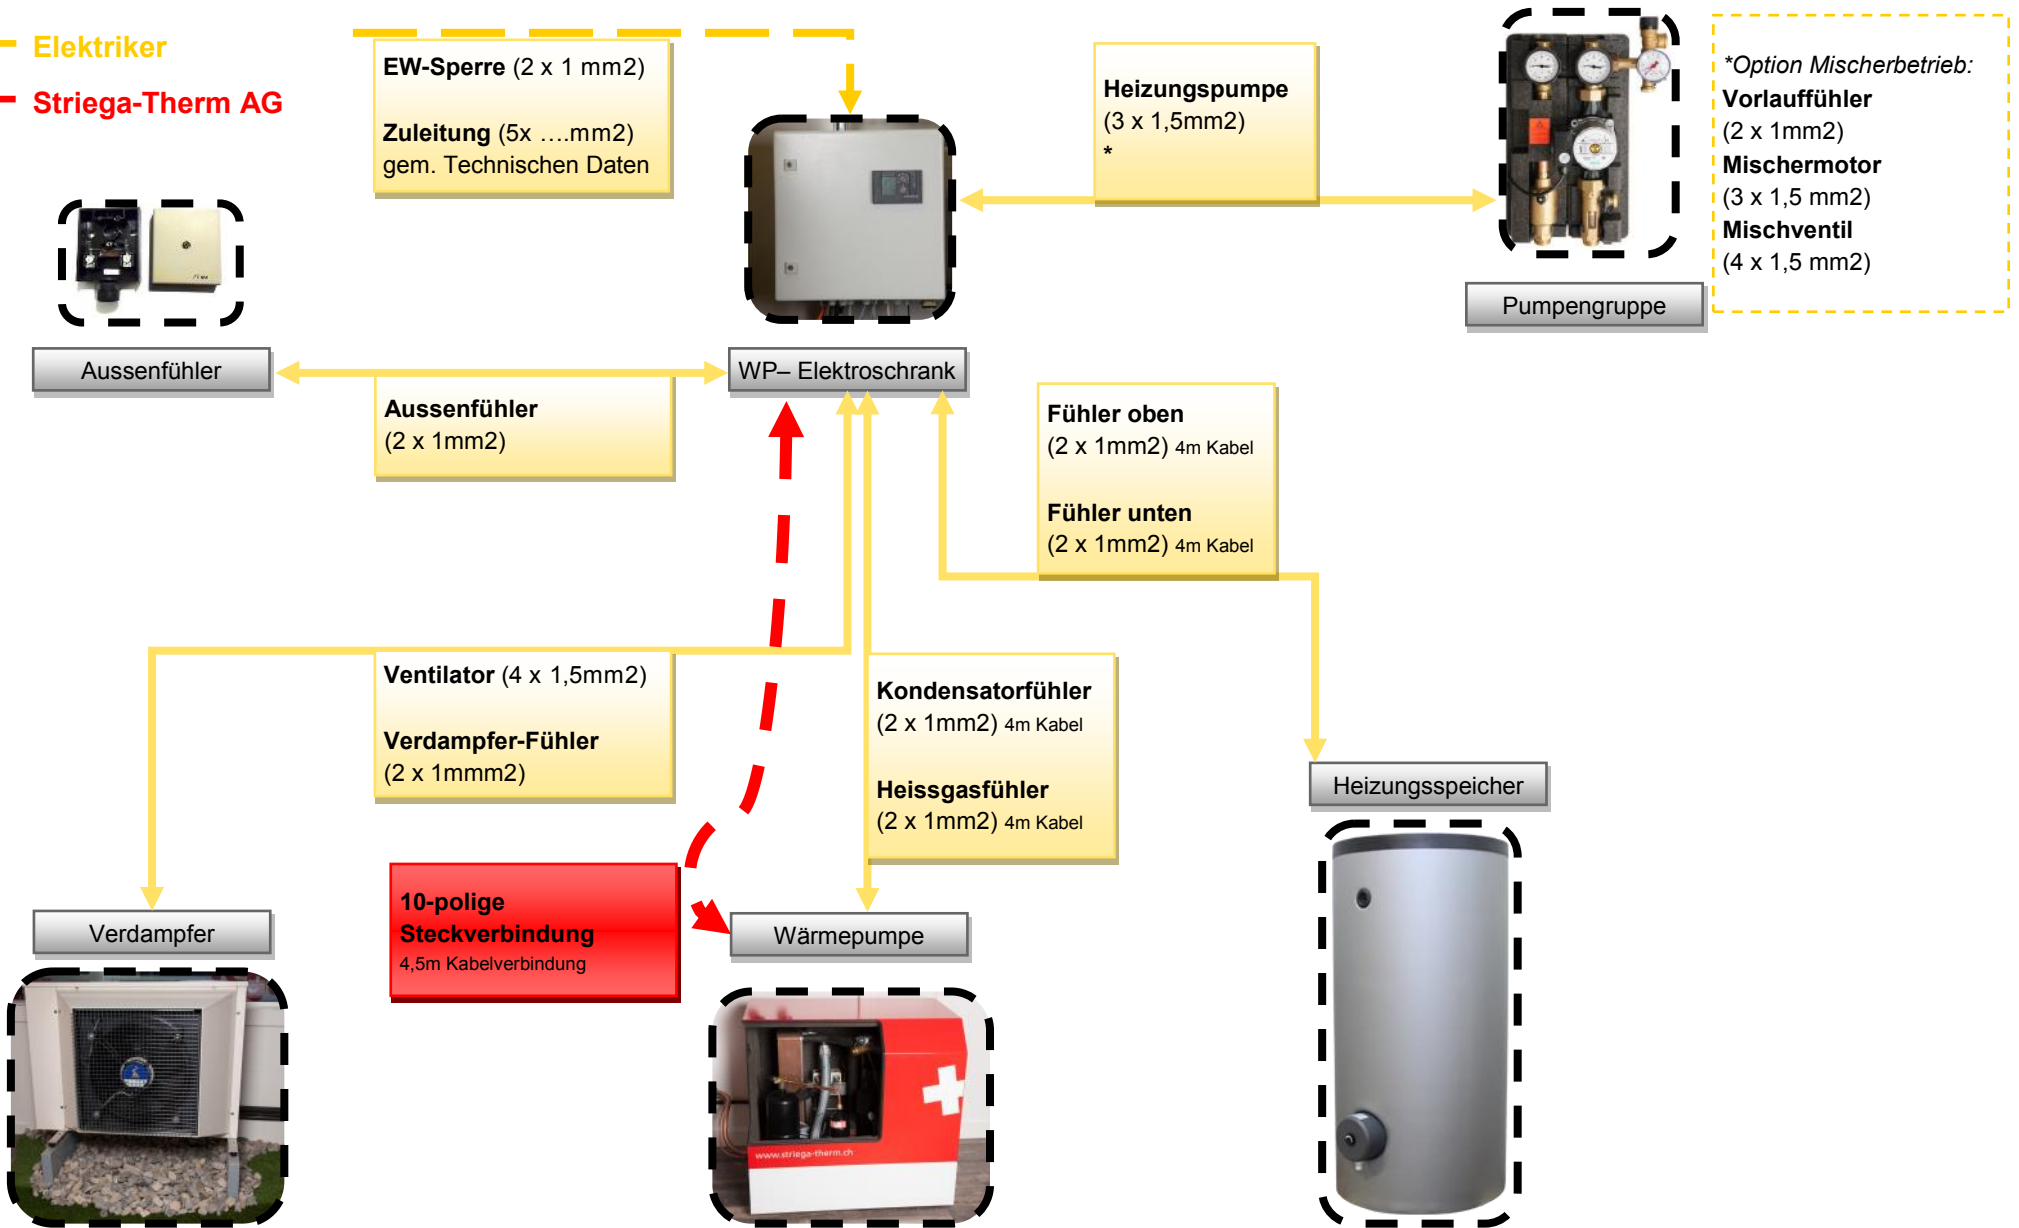 Elektriker
Striega-Therm AG
EW-Sperre (2 x 1 mm2)
Zuleitung (5x ….mm2)
gem. Technischen Daten
Heizungspumpe
(3 x 1,5mm2)
*
*Option Mischerbetrieb:
Vorlauffühler
(2 x 1mm2)
Mischermotor
(3 x 1,5 mm2)
Mischventil
(4 x 1,5 mm2)
Pumpengruppe
Aussenfühler
WP– Elektroschrank
Aussenfühler
(2 x 1mm2)
Fühler oben
(2 x 1mm2) 4m Kabel
Fühler unten
(2 x 1mm2) 4m Kabel
Ventilator (4 x 1,5mm2)
Verdampfer-Fühler
(2 x 1mmm2)
Kondensatorfühler
(2 x 1mm2) 4m Kabel
Heissgasfühler
(2 x 1mm2) 4m Kabel
Heizungsspeicher
10-polige
Steckverbindung
4,5m Kabelverbindung
Verdampfer
Wärmepumpe
www.striega-therm.ch